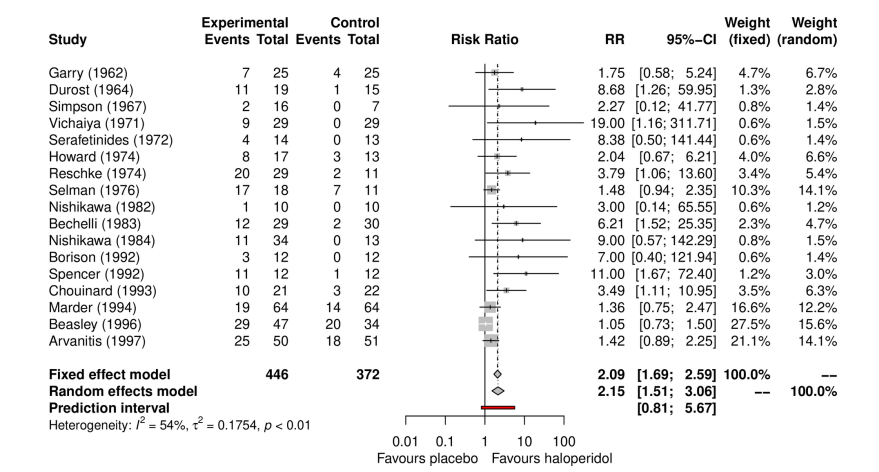 Experimental Control Weight Weight
Study Events Total Events Total Risk Ratio RR 95%−CI (fixed) (random)
Garry (1962) 7 25 4 25 1.75 [0.58; 5.24] 4.7% 6.7%
Durost (1964) 11 19 1 15 8.68 [1.26; 59.95] 1.3% 2.8%
Simpson (1967) 2 16 0 7 2.27 [0.12; 41.77] 0.8% 1.4%
Vichaiya (1971) 9 29 0 29 19.00 [1.16; 311.71] 0.6% 1.5%
Serafetinides (1972) 4 14 0 13 8.38 [0.50; 141.44] 0.6% 1.4%
Howard (1974) 8 17 3 13 2.04 [0.67; 6.21] 4.0% 6.6%
Reschke (1974) 20 29 2 11 3.79 [1.06; 13.60] 3.4% 5.4%
Selman (1976) 17 18 7 11 1.48 [0.94; 2.35] 10.3% 14.1%
Nishikawa (1982) 1 10 0 10 3.00 [0.14; 65.55] 0.6% 1.2%
Bechelli (1983) 12 29 2 30 6.21 [1.52; 25.35] 2.3% 4.7%
Nishikawa (1984) 11 34 0 13 9.00 [0.57; 142.29] 0.8% 1.5%
Borison (1992) 3 12 0 12 7.00 [0.40; 121.94] 0.6% 1.4%
Spencer (1992) 11 12 1 12 11.00 [1.67; 72.40] 1.2% 3.0%
Chouinard (1993) 10 21 3 22 3.49 [1.11; 10.95] 3.5% 6.3%
Marder (1994) 19 64 14 64 1.36 [0.75; 2.47] 16.6% 12.2%
Beasley (1996) 29 47 20 34 1.05 [0.73; 1.50] 27.5% 15.6%
Arvanitis (1997) 25 50 18 51 1.42 [0.89; 2.25] 21.1% 14.1%
Fixed effect model 446 372 2.09 [1.69; 2.59] 100.0% −−
Random effects model 2.15 [1.51; 3.06] −− 100.0%
Prediction interval [0.81; 5.67]
Heterogeneity: I² = 54%, τ² = 0.1754, p < 0.01
0.01 0.1 1 10 100
Favours placebo Favours haloperidol